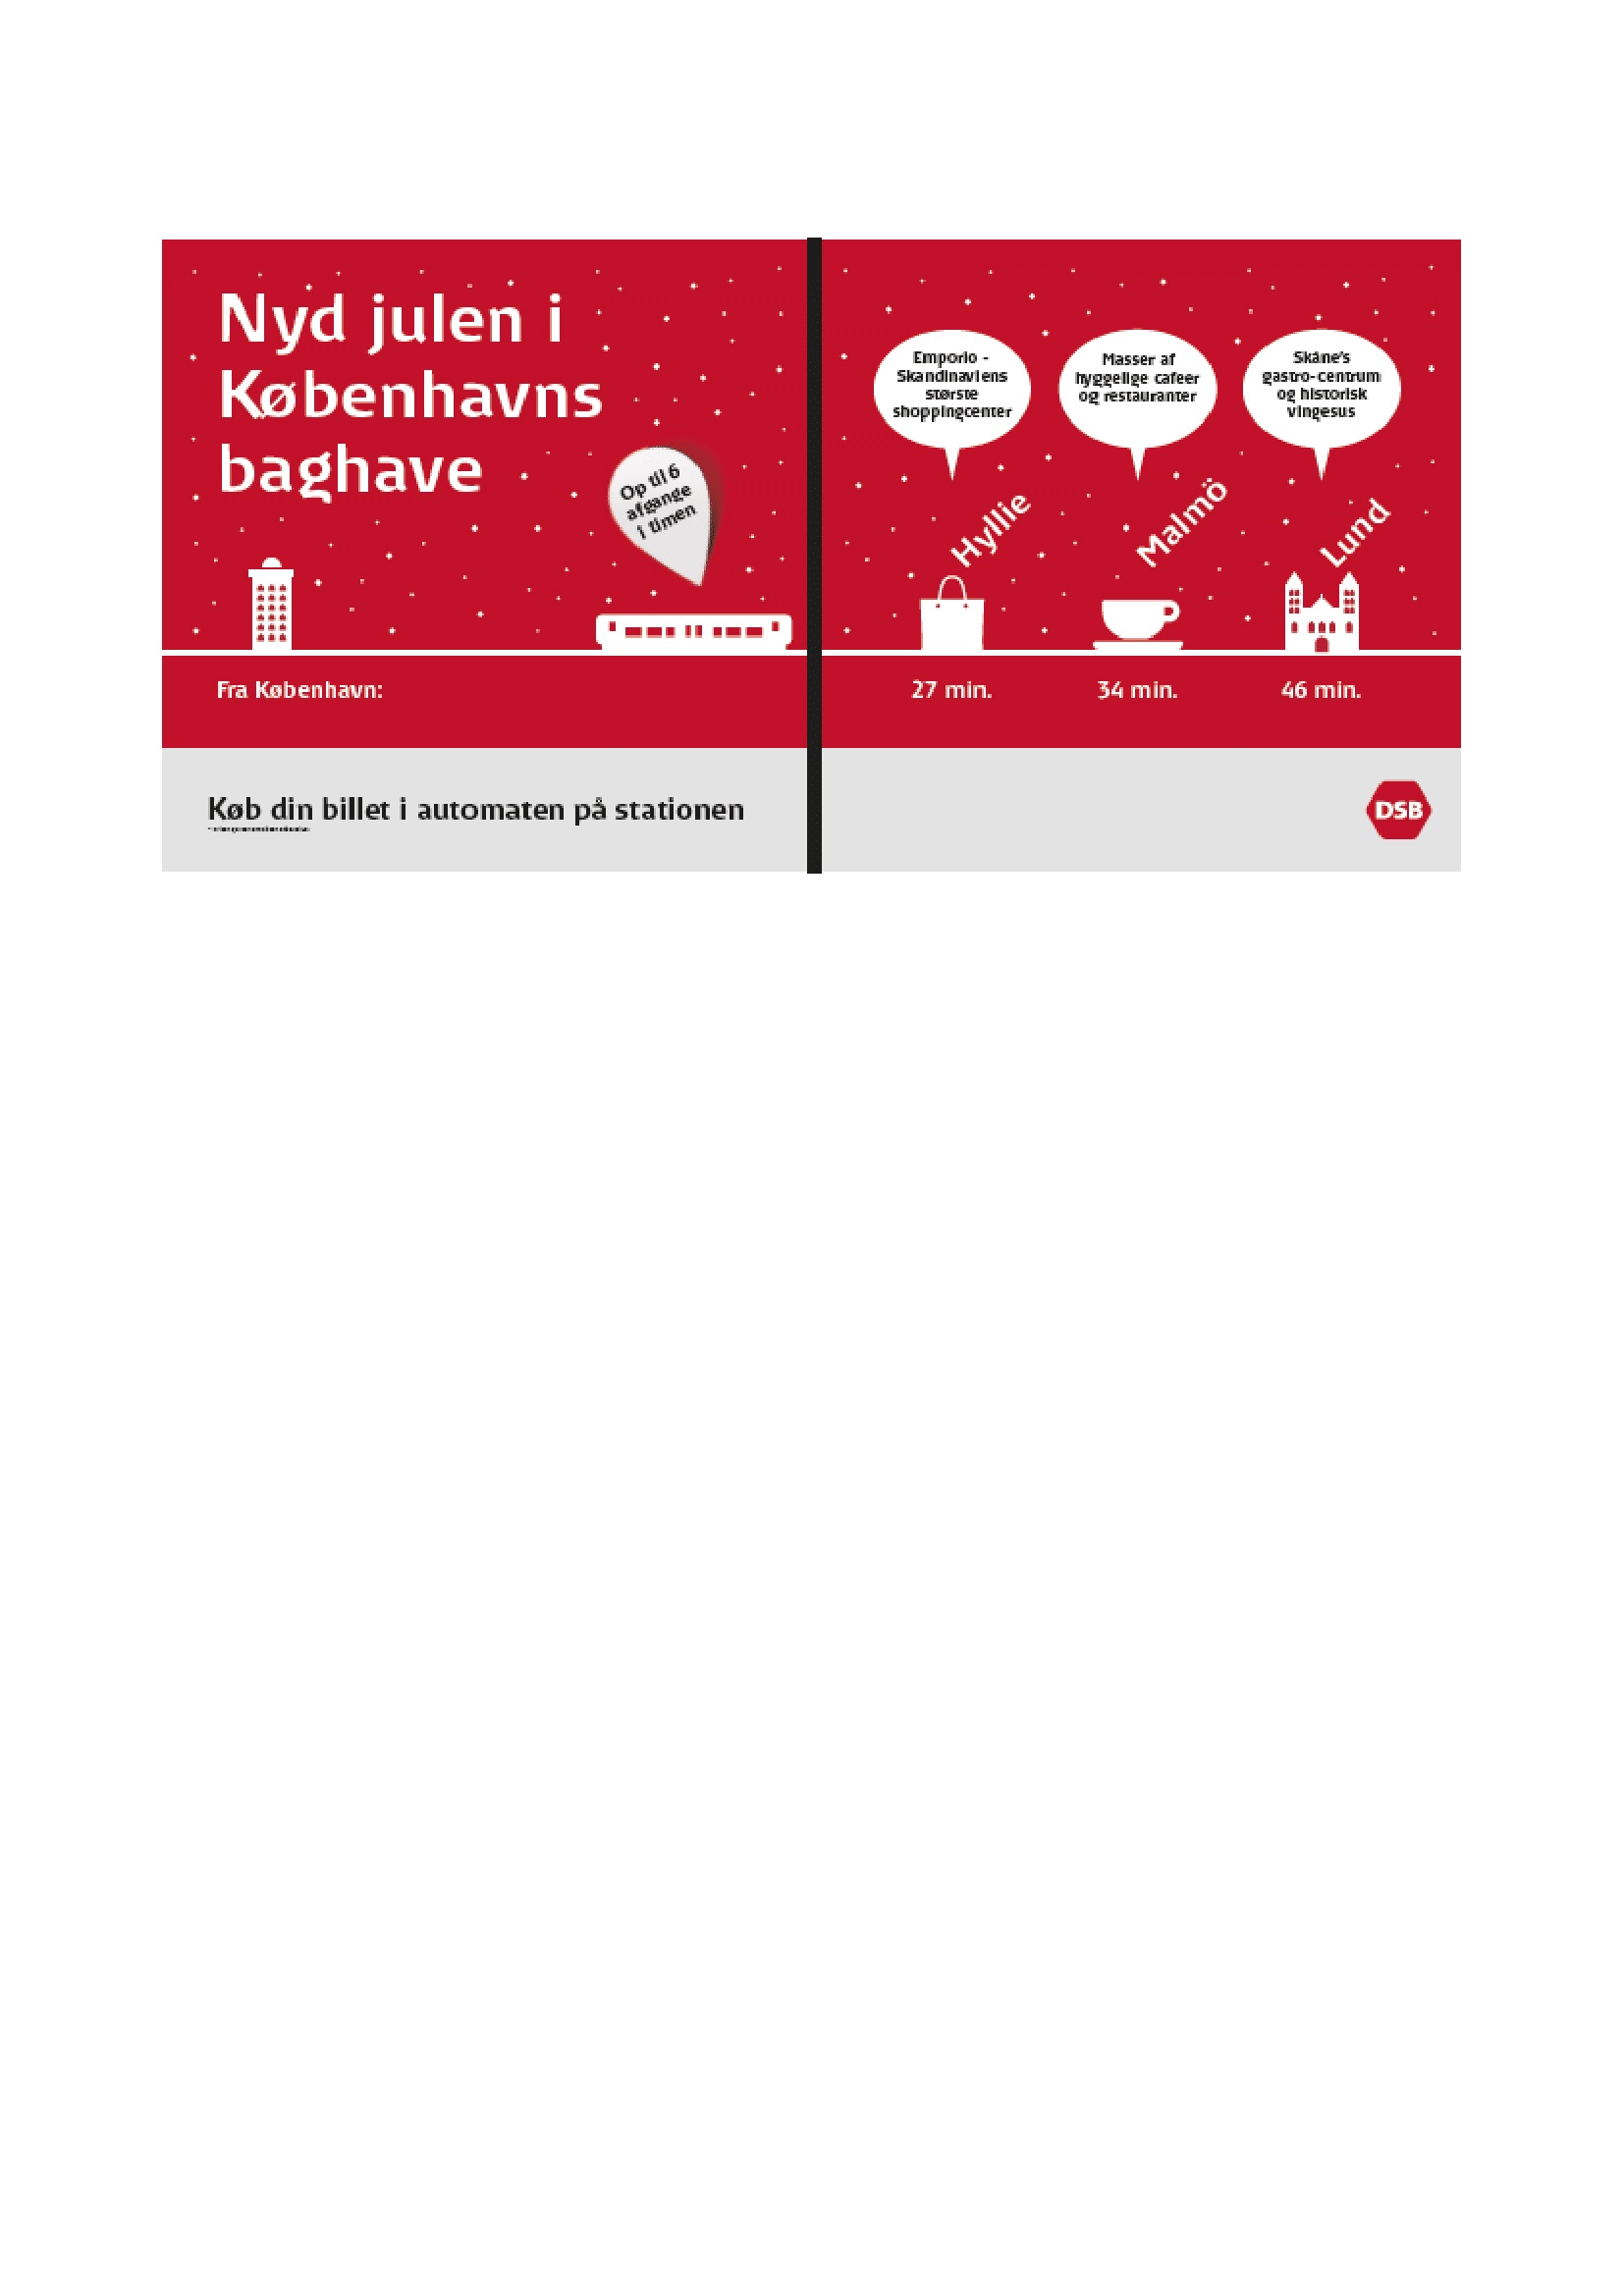 Nyd julen i
Københavns
baghave
Op til 6
afgange
i timen
Fra København:
Køb din billet i automaten på stationen
Emporio -
Skandinaviens
største
shoppingcenter
Masser af
hyggelige cafeer
og restauranter
Skåne's
gastro-centrum
og historisk
vingesus
Hyllie
Malmö
Lund
27 min.
34 min.
46 min.
DSB